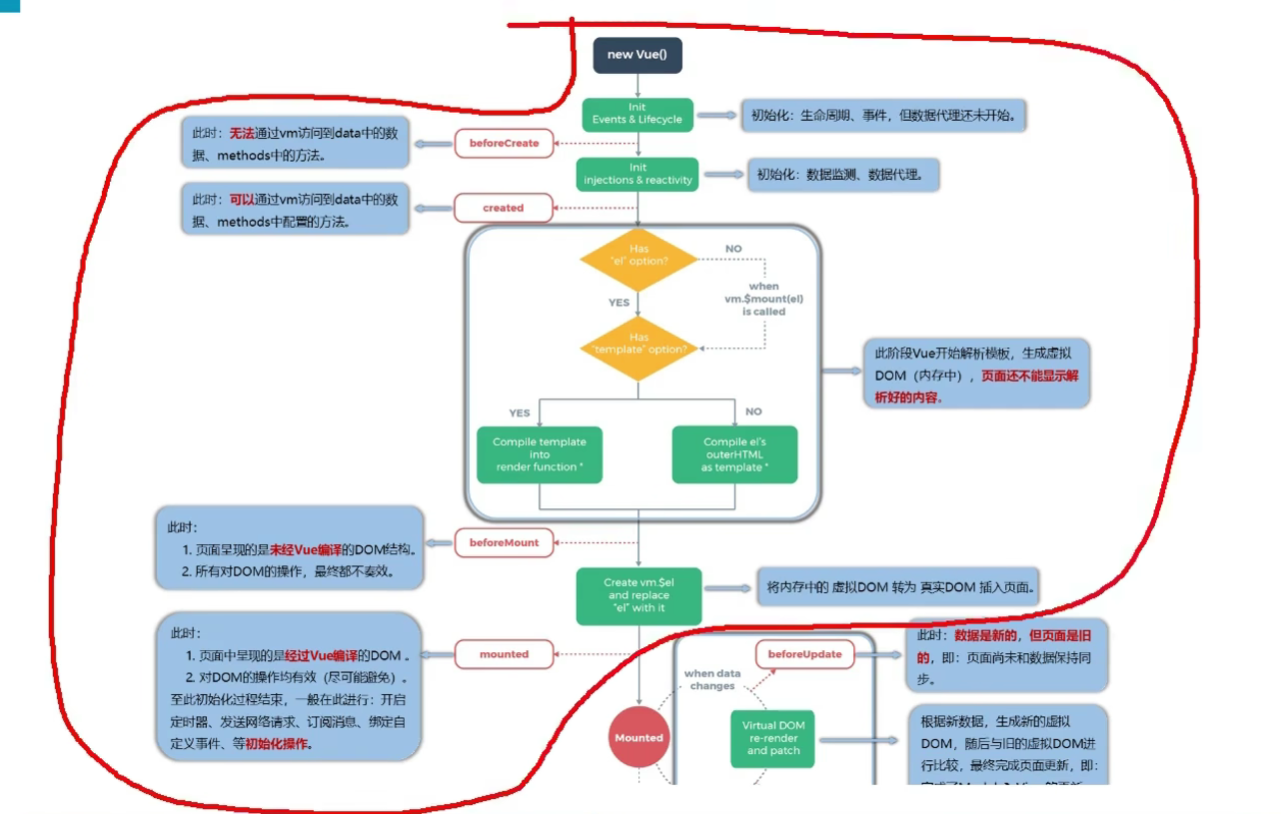 new Vue()
Init
Events & Lifecycle
初始化：生命周期、事件，但数据代理还未开始。
此时：无法通过vm访问到data中的数
据、methods中的方法。
beforeCreate
Init
injections & reactivity
初始化：数据监测、数据代理。
此时：可以通过vm访问到data中的数
据、methods中配置的方法。
created
Has
"el" option?
NO
when
vm.$mount(el)
is called
YES
Has
"template" option?
此阶段Vue开始解析模板，生成虚拟
DOM（内存中），页面还不能显示解
析好的内容。
YES
NO
Compile template
into
render function *
Compile el's
outerHTML
as template *
此时：
1. 页面呈现的是未经Vue编译的DOM结构。
2. 所有对DOM的操作，最终都不奏效。
beforeMount
Create vm.$el
and replace
"el" with it
将内存中的 虚拟DOM 转为 真实DOM 插入页面。
此时：
1. 页面中呈现的是经过Vue编译的DOM 。
2. 对DOM的操作均有效（尽可能避免）。
至此初始化过程结束，一般在此进行：开启
定时器、发送网络请求、订阅消息、绑定自
定义事件、等初始化操作。
mounted
Mounted
when data
changes
beforeUpdate
此时：数据是新的，但页面是旧
的，即：页面尚未和数据保持同
步。
Virtual DOM
re-render
and patch
根据新数据，生成新的虚拟
DOM，随后与旧的虚拟DOM进
行比较，最终完成页面更新，即：